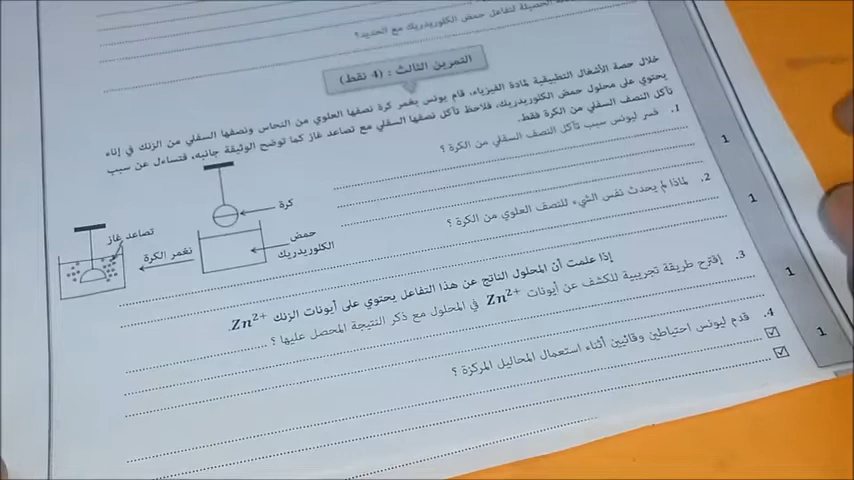 الحصيلة لتفاعل حمض الكلوريدريك مع الحديد؟
التمرين الثالث : (4 نقط)
خلال حصة الأشغال التطبيقية لمادة الفيزياء، قام يونس بغمر كرة نصفها العلوي من النحاس ونصفها السفلي من الزنك في إناء
يحتوي على محلول حمض الكلوريدريك، فلاحظ تآكل نصفها السفلي مع تصاعد غاز كما توضح الوثيقة جانبه، فتساءل عن سبب
تآكل النصف السفلي من الكرة فقط.
1. فسر ليونس سبب تآكل النصف السفلي من الكرة ؟
1
2. لماذا لم يحدث نفس الشيء للنصف العلوي من الكرة ؟
1
كرة
حمض
الكلوريدريك
نغمر الكرة
تصاعد غاز
إذا علمت أن المحلول الناتج عن هذا التفاعل يحتوي على أيونات الزنك Zn²⁺.
3. إقترح طريقة تجريبية للكشف عن أيونات Zn²⁺ في المحلول مع ذكر النتيجة المحصل عليها ؟
1
4. قدم ليونس احتياطين وقائيين أثناء استعمال المحاليل المركزة ؟
1